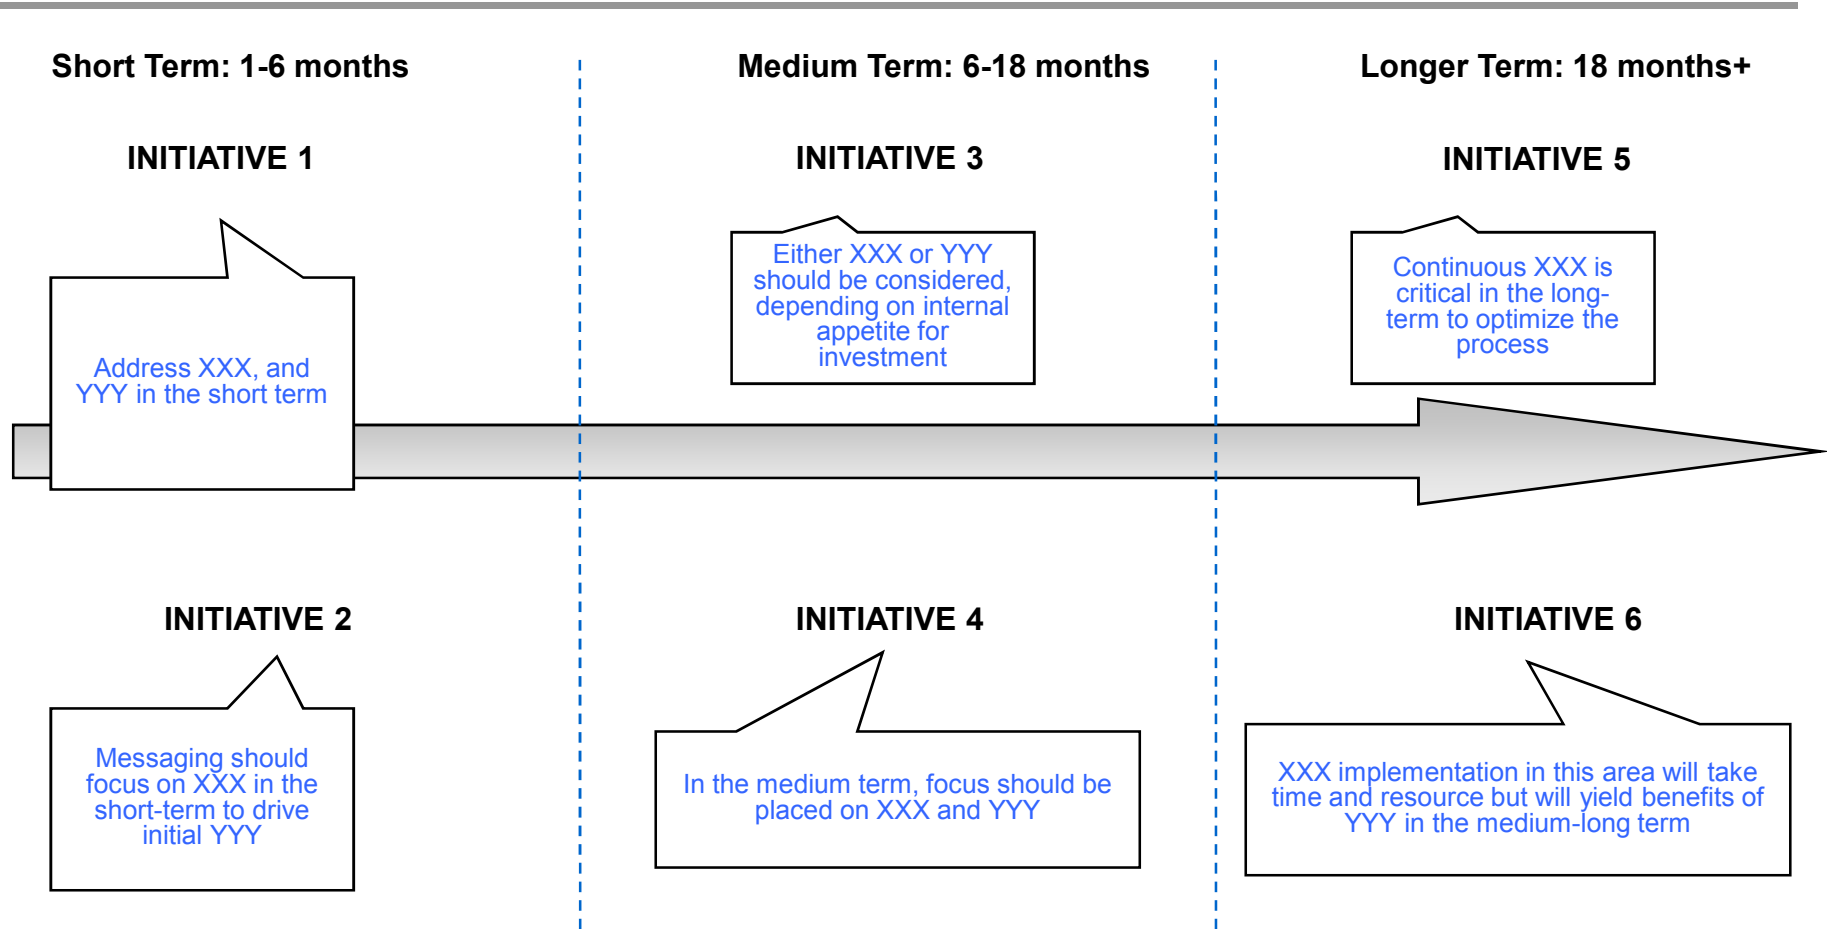 Short Term: 1-6 months
Medium Term: 6-18 months
Longer Term: 18 months+
INITIATIVE 1
INITIATIVE 3
INITIATIVE 5
Address XXX, and
YYY in the short term
Either XXX or YYY
should be considered,
depending on internal
appetite for
investment
Continuous XXX is
critical in the long-
term to optimize the
process
INITIATIVE 2
INITIATIVE 4
INITIATIVE 6
Messaging should
focus on XXX in the
short-term to drive
initial YYY
In the medium term, focus should be
placed on XXX and YYY
XXX implementation in this area will take
time and resource but will yield benefits of
YYY in the medium-long term